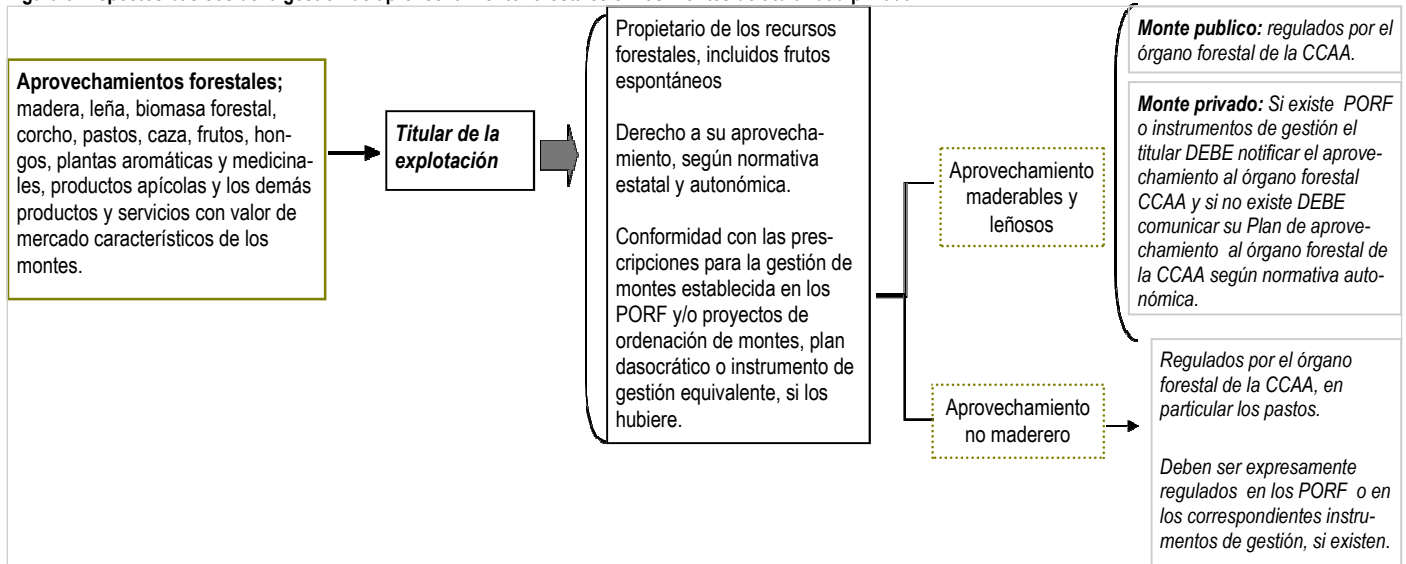 Aprovechamientos forestales;
madera, leña, biomasa forestal,
corcho, pastos, caza, frutos, hon-
gos, plantas aromáticas y medicina-
les, productos apícolas y los demás
productos y servicios con valor de
mercado característicos de los
montes.
Titular de la
explotación
Propietario de los recursos
forestales, incluidos frutos
espontáneos
Derecho a su aprovecha-
miento, según normativa
estatal y autonómica.
Conformidad con las pres-
cripciones para la gestión de
montes establecida en los
PORF y/o proyectos de
ordenación de montes, plan
dasocrático o instrumento de
gestión equivalente, si los
hubiere.
Aprovechamiento
maderables y
leñosos
Monte publico: regulados por el
órgano forestal de la CCAA.
Monte privado: Si existe PORF
o instrumentos de gestión el
titular DEBE notificar el aprove-
chamiento al órgano forestal
CCAA y si no existe DEBE
comunicar su Plan de aprove-
chamiento al órgano forestal de
la CCAA según normativa auto-
nómica.
Aprovechamiento
no maderero
Regulados por el órgano
forestal de la CCAA, en
particular los pastos.
Deben ser expresamente
regulados en los PORF o en
los correspondientes instru-
mentos de gestión, si existen.